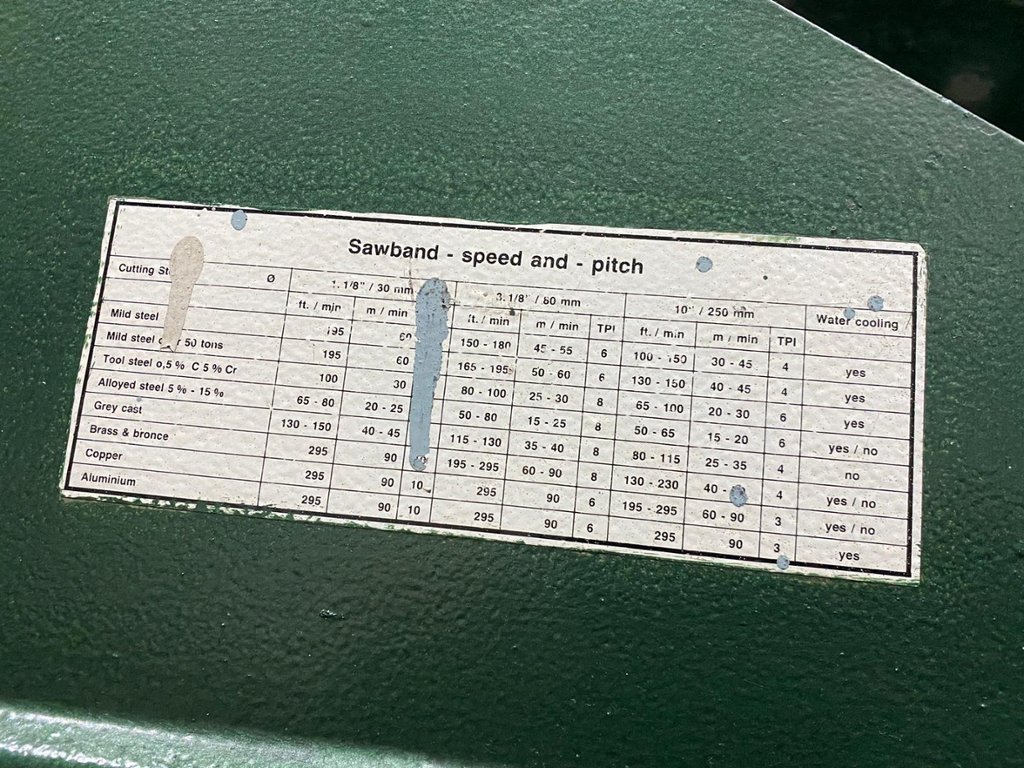 Sawband - speed and - pitch
Cutting Ø 1.1/8" / 30 mm 3.1/8" / 80 mm 10" / 250 mm Water cooling
ft. / min m / min ft. / min m / min TPI ft. / min m / min TPI
Mild steel 195 60 150 - 180 45 - 55 6 100 - 150 30 - 45 4 yes
Mild steel 50 tons 195 60 165 - 195 50 - 60 6 130 - 150 40 - 45 4 yes
Tool steel o,5 % C 5 % Cr 100 30 80 - 100 25 - 30 8 65 - 100 20 - 30 6 yes
Alloyed steel 5 % - 15 % 65 - 80 20 - 25 50 - 80 15 - 25 8 50 - 65 15 - 20 6 yes / no
Grey cast 130 - 150 40 - 45 115 - 130 35 - 40 8 80 - 115 25 - 35 4 no
Brass & bronce 295 90 195 - 295 60 - 90 8 130 - 230 40 - 4 yes / no
Copper 295 90 10 295 90 6 195 - 295 60 - 90 3 yes / no
Aluminium 295 90 10 295 90 6 295 90 3 yes